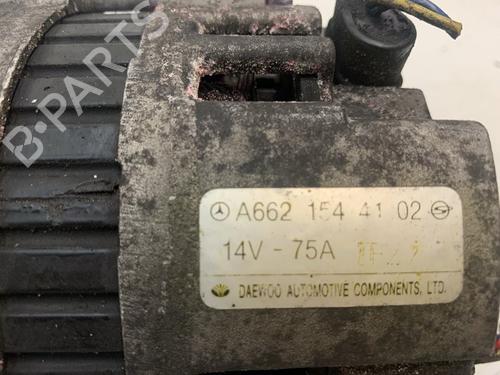 A662 154 41 02
14V - 75A
DAEWOO AUTOMOTIVE COMPONENTS, LTD.
B-PARTS